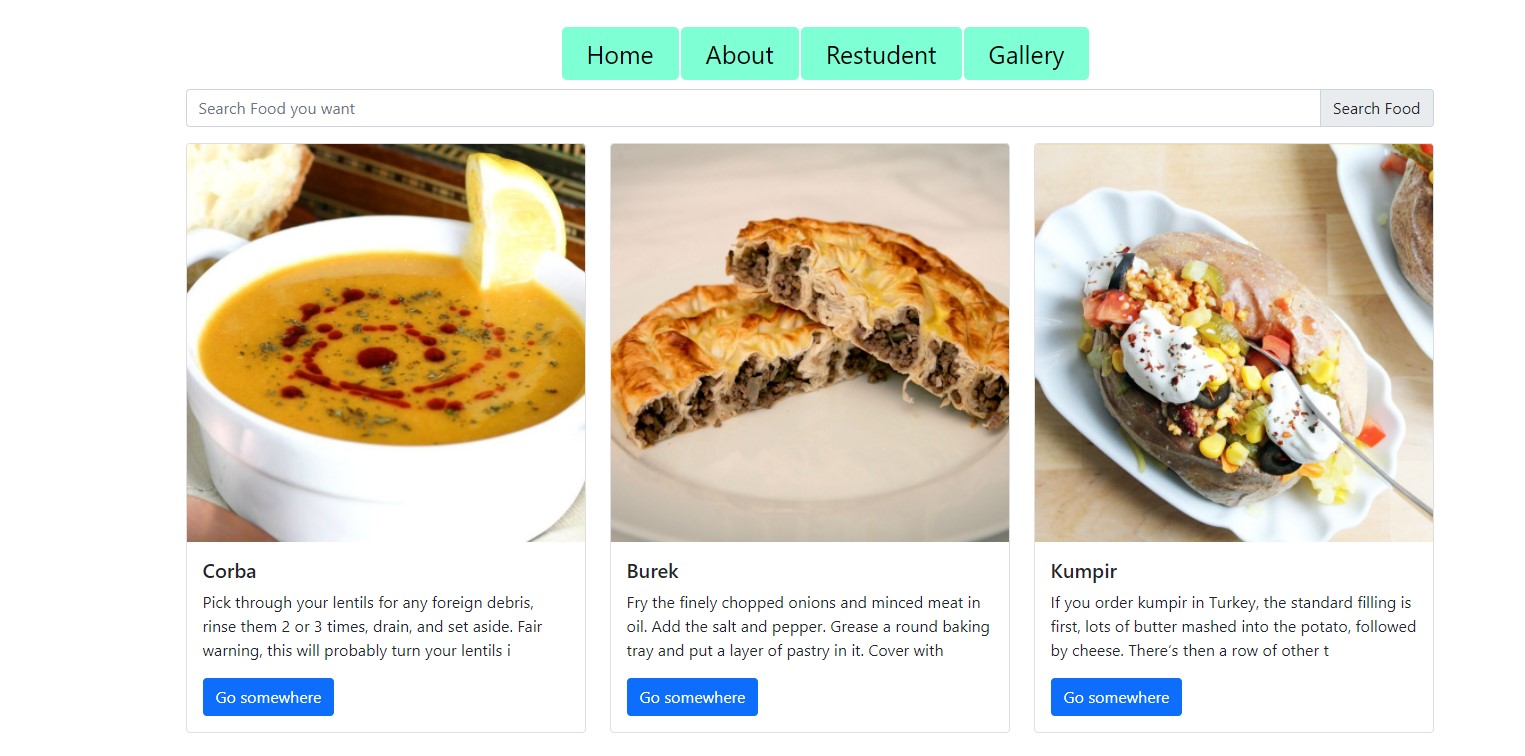 Home About Restudent Gallery
Search Food you want Search Food
Corba
Pick through your lentils for any foreign debris,
rinse them 2 or 3 times, drain, and set aside. Fair
warning, this will probably turn your lentils i
Go somewhere
Burek
Fry the finely chopped onions and minced meat in
oil. Add the salt and pepper. Grease a round baking
tray and put a layer of pastry in it. Cover with
Go somewhere
Kumpir
If you order kumpir in Turkey, the standard filling is
first, lots of butter mashed into the potato, followed
by cheese. There’s then a row of other t
Go somewhere